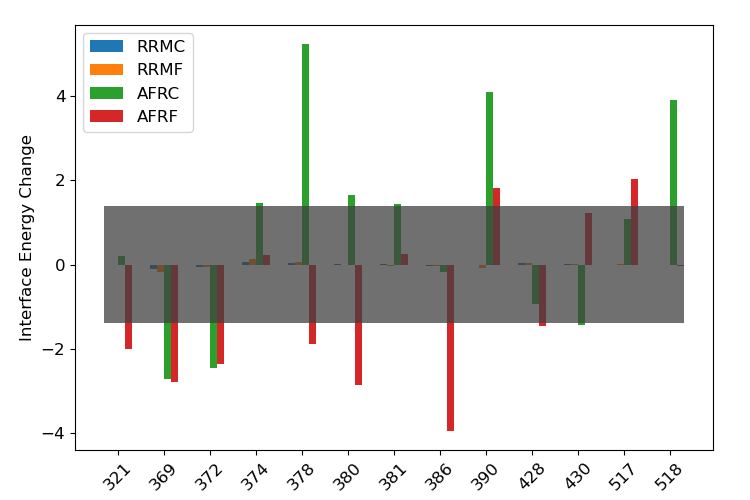 RRMC
RRMF
AFRC
AFRF
Interface Energy Change
4
2
0
−2
−4
321 369 372 374 378 380 381 386 390 428 430 517 518